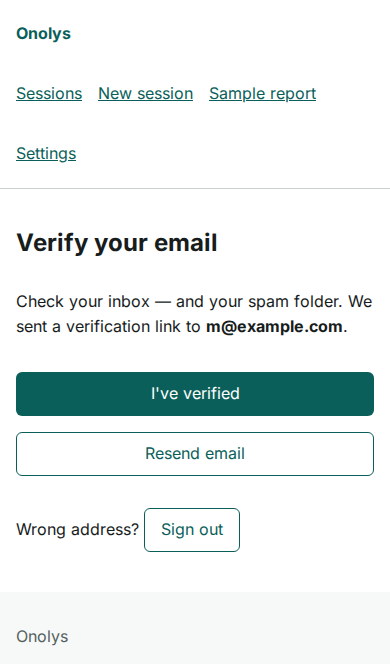 Onolys
Sessions New session Sample report
Settings
Verify your email
Check your inbox — and your spam folder. We
sent a verification link to m@example.com.
I've verified
Resend email
Wrong address? Sign out
Onolys